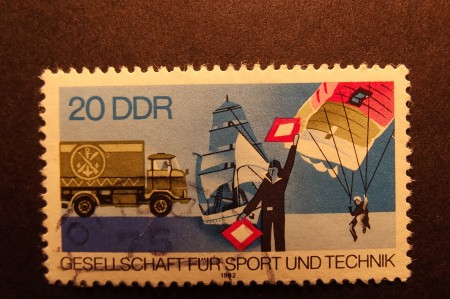 20 DDR
GESELLSCHAFT FÜR SPORT UND TECHNIK
1982